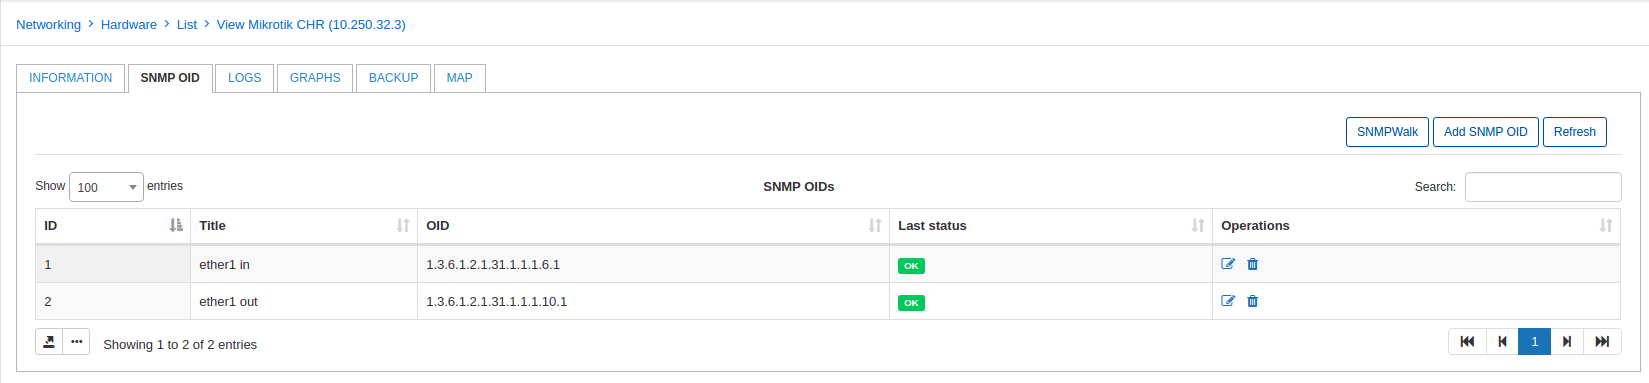 Networking > Hardware > List > View Mikrotik CHR (10.250.32.3)
INFORMATION SNMP OID LOGS GRAPHS BACKUP MAP
SNMPWalk Add SNMP OID Refresh
Show 100 entries SNMP OIDs Search:
ID Title OID Last status Operations
1 ether1 in 1.3.6.1.2.1.31.1.1.1.6.1 OK
2 ether1 out 1.3.6.1.2.1.31.1.1.1.10.1 OK
Showing 1 to 2 of 2 entries 1